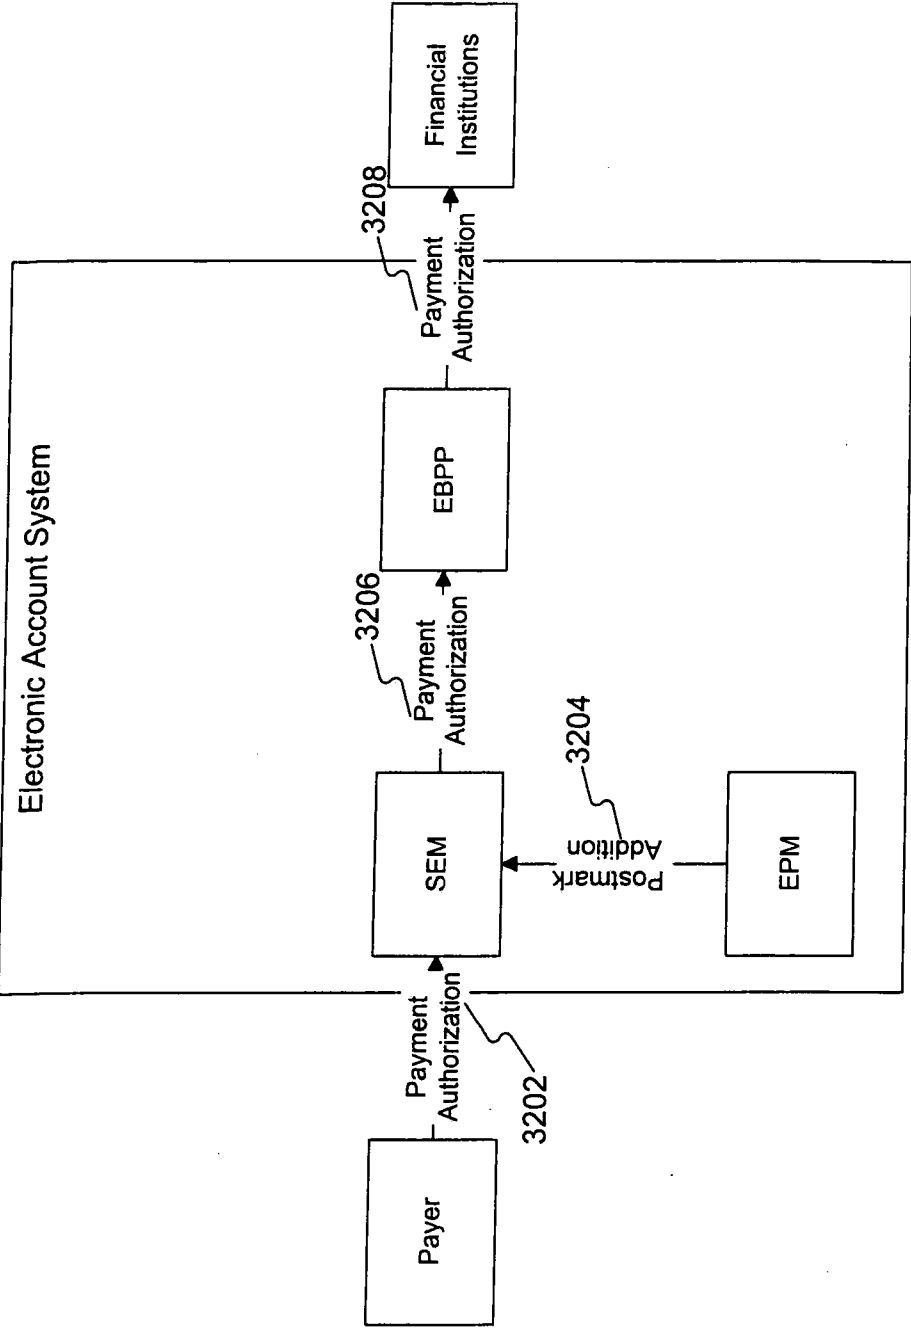 Electronic Account System
Payer
Payment
Authorization
3202
SEM
Postmark
Addition
3204
EPM
Payment
Authorization
3206
EBPP
Payment
Authorization
3208
Financial
Institutions